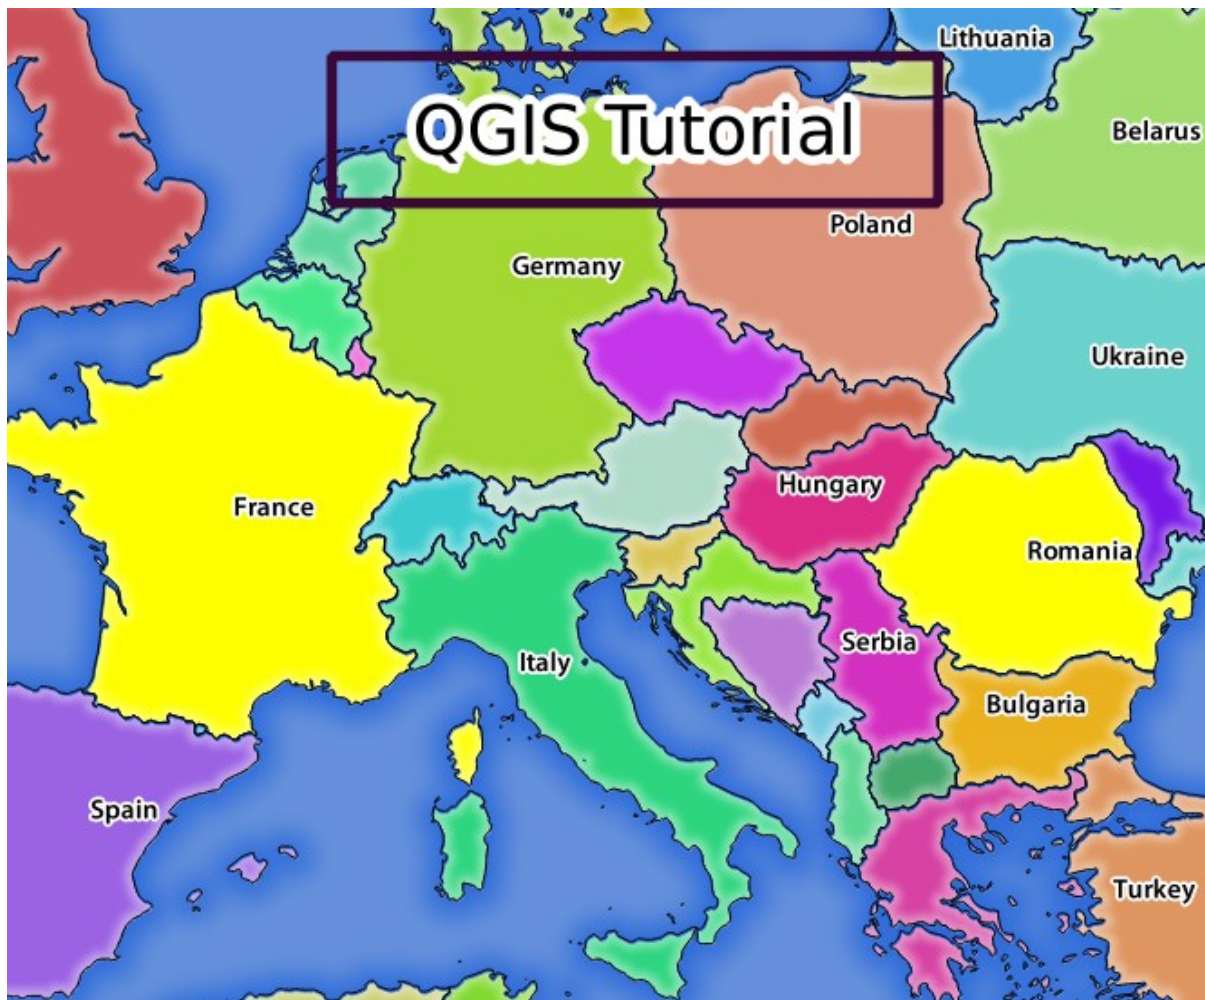 Lithuania
QGIS Tutorial
Belarus
Poland
Germany
Ukraine
Hungary
France
Romania
Serbia
Italy
Bulgaria
Spain
Turkey